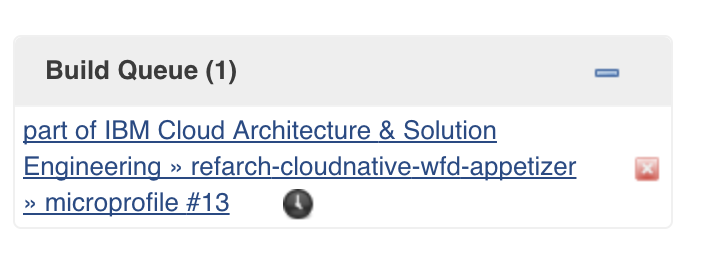 Build Queue (1)
part of IBM Cloud Architecture & Solution
Engineering » refarch-cloudnative-wfd-appetizer
» microprofile #13